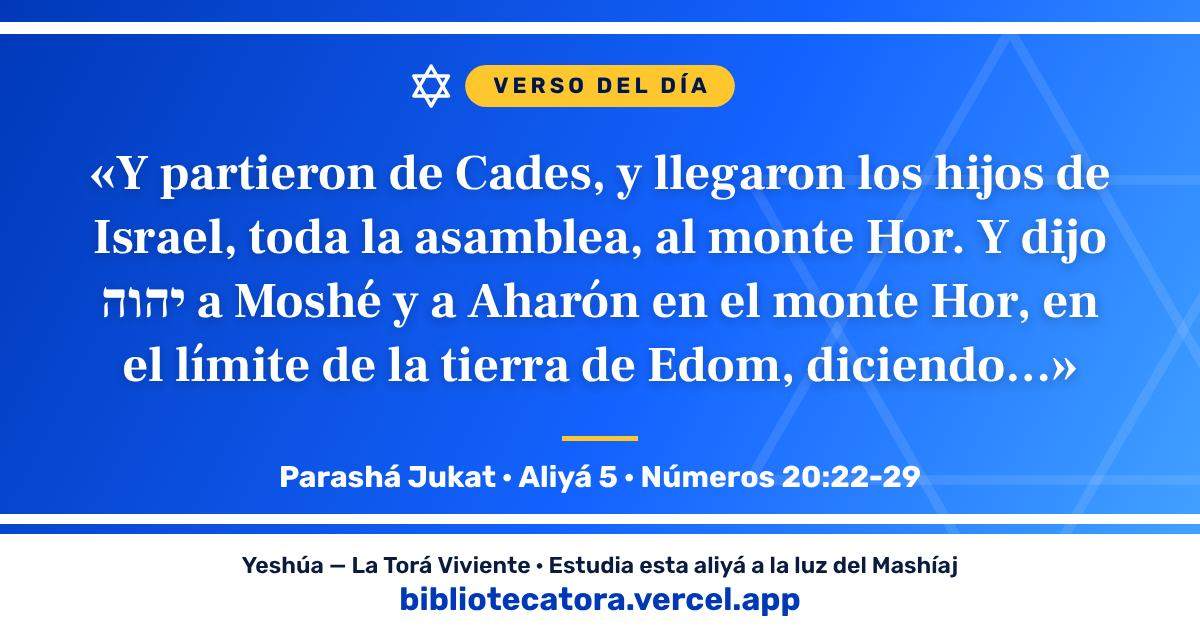 VERSO DEL DÍA
«Y partieron de Cades, y llegaron los hijos de
Israel, toda la asamblea, al monte Hor. Y dijo
יהוה a Moshé y a Aharón en el monte Hor, en
el límite de la tierra de Edom, diciendo...»
Parashá Jukat • Aliyá 5 • Números 20:22-29
Yeshúa — La Torá Viviente • Estudia esta aliyá a la luz del Mashíaj
bibliotecatora.vercel.app